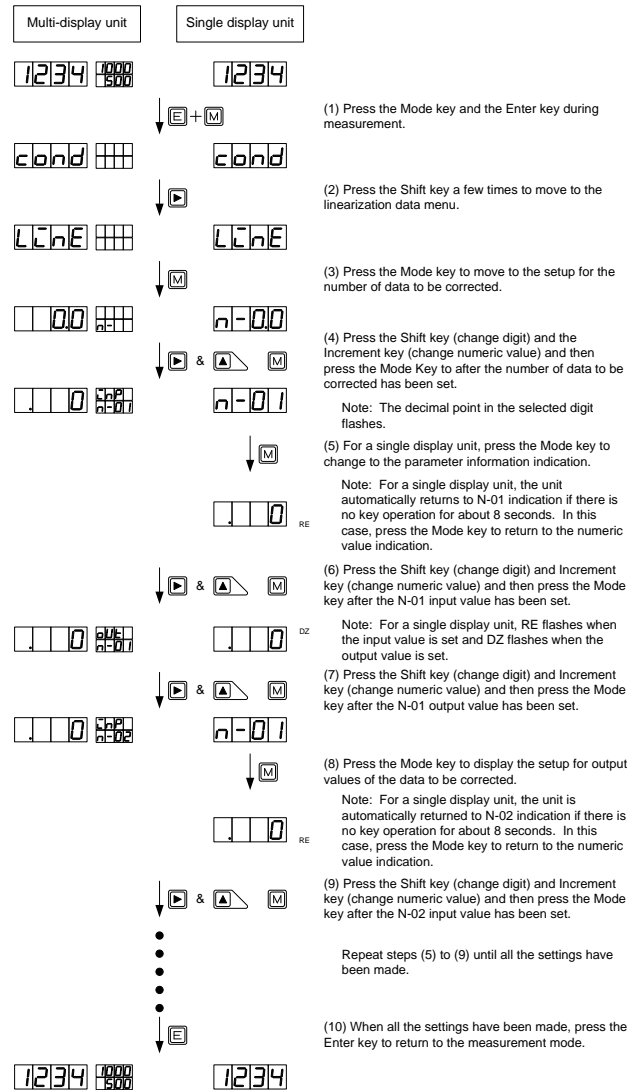 Multi-display unit Single display unit
1234 1000 500 1234
E + M
(1) Press the Mode key and the Enter key during
measurement.
cond cond
(2) Press the Shift key a few times to move to the
linearization data menu.
LinE LinE
M
(3) Press the Mode key to move to the setup for the
number of data to be corrected.
0.0 n- n-0.0
(4) Press the Shift key (change digit) and the
Increment key (change numeric value) and then
press the Mode Key to after the number of data to be
corrected has been set.
& M
. 0 inP n-01 n-01
Note: The decimal point in the selected digit
flashes.
M
(5) For a single display unit, press the Mode key to
change to the parameter information indication.
Note: For a single display unit, the unit
automatically returns to N-01 indication if there is
no key operation for about 8 seconds. In this
case, press the Mode key to return to the numeric
value indication.
. 0 RE
& M
(6) Press the Shift key (change digit) and Increment
key (change numeric value) and then press the Mode
key after the N-01 input value has been set.
. 0 oUt n-01 . 0 DZ
Note: For a single display unit, RE flashes when
the input value is set and DZ flashes when the
output value is set.
& M
(7) Press the Shift key (change digit) and Increment
key (change numeric value) and then press the Mode
key after the N-01 output value has been set.
. 0 inP n-02 n-01
M
(8) Press the Mode key to display the setup for output
values of the data to be corrected.
Note: For a single display unit, the unit is
automatically returned to N-02 indication if there is
no key operation for about 8 seconds. In this
case, press the Mode key to return to the numeric
value indication.
. 0 RE
& M
(9) Press the Shift key (change digit) and Increment
key (change numeric value) and then press the Mode
key after the N-02 input value has been set.
Repeat steps (5) to (9) until all the settings have
been made.
E
(10) When all the settings have been made, press the
Enter key to return to the measurement mode.
1234 1000 500 1234